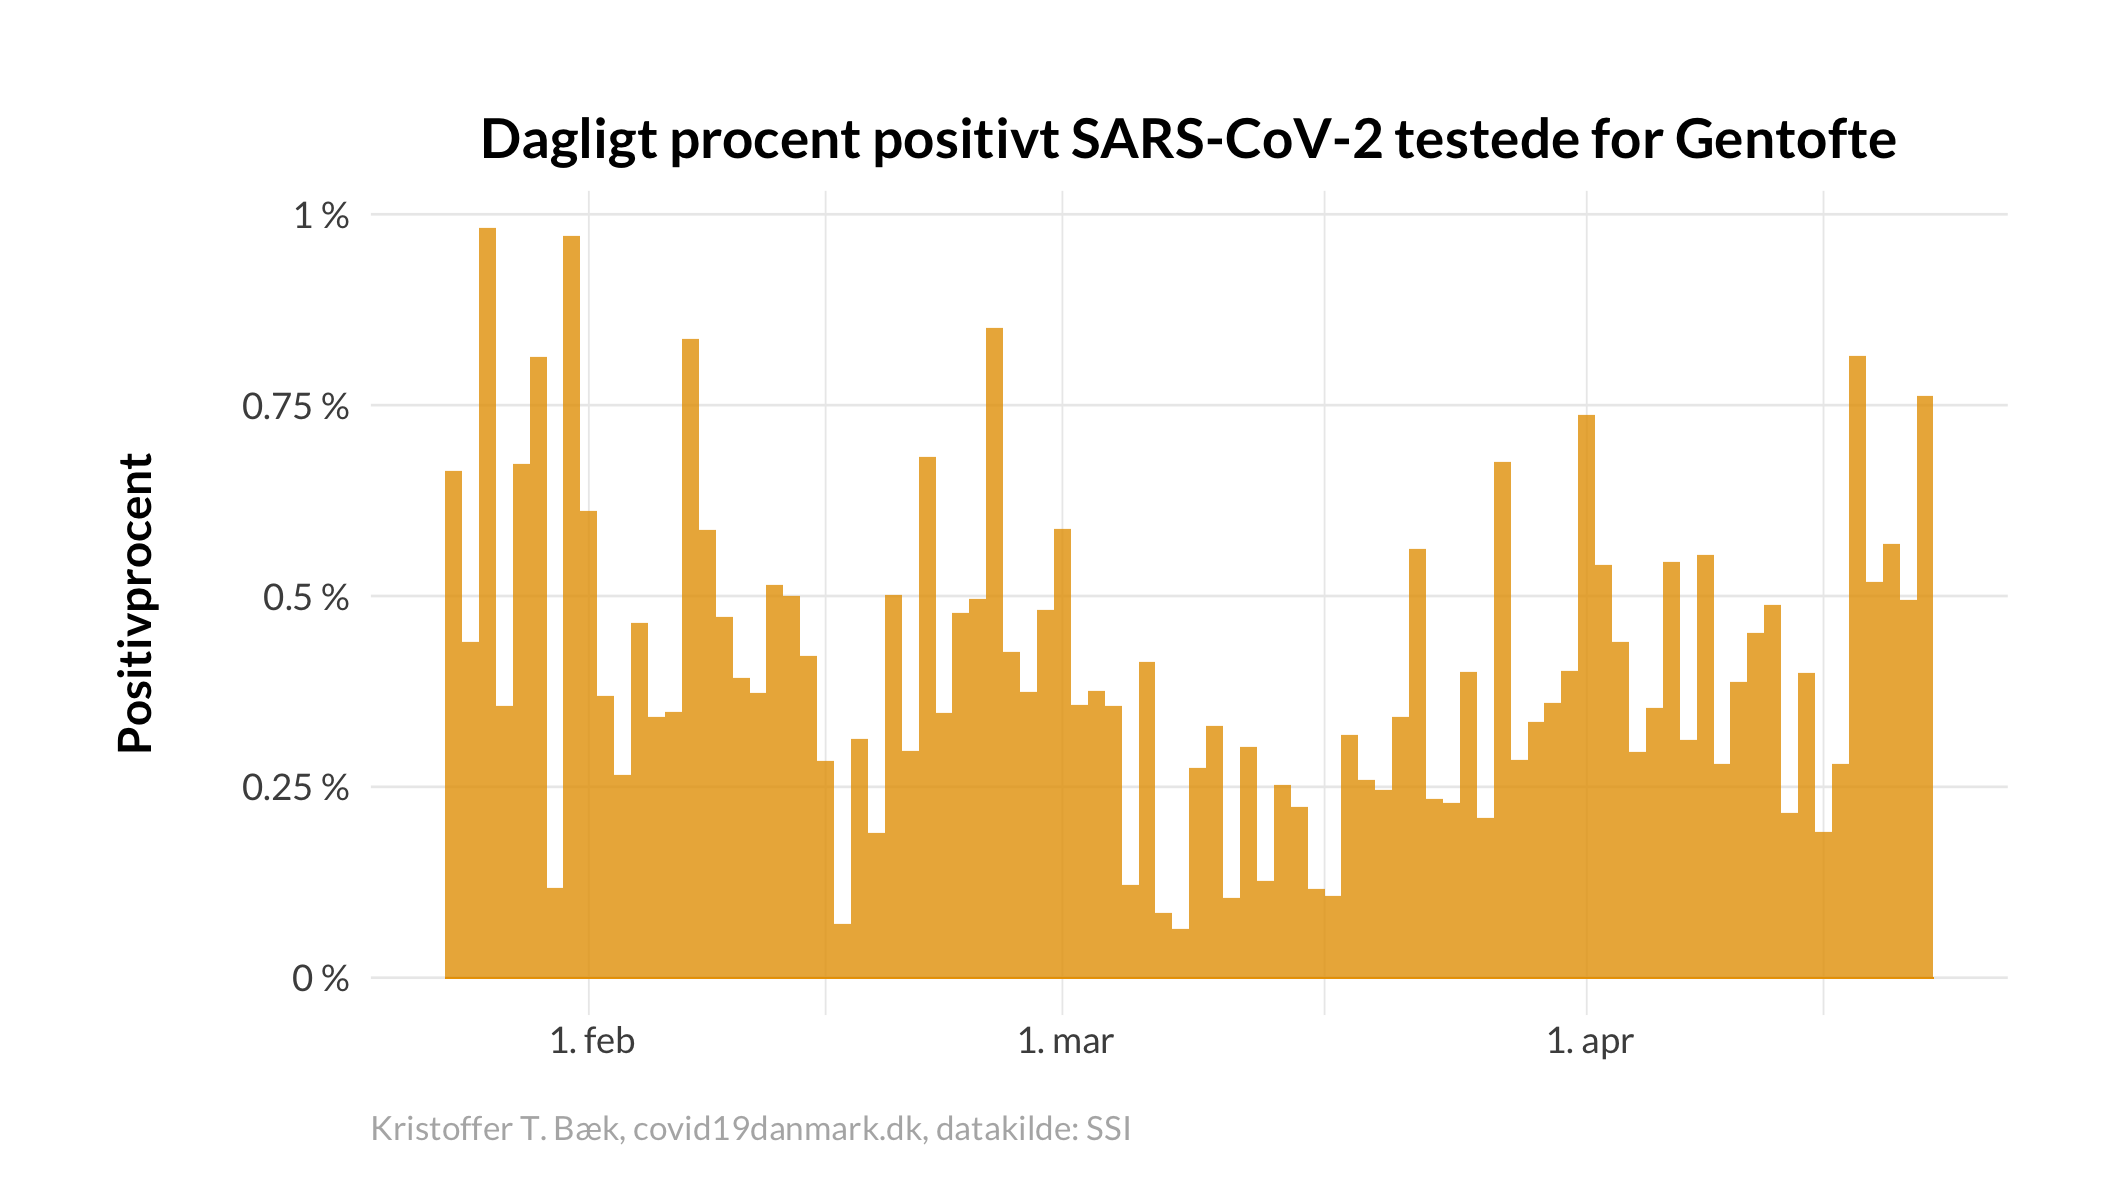 Dagligt procent positivt SARS-CoV-2 testede for Gentofte
Positivprocent
1 %
0.75 %
0.5 %
0.25 %
0 %
1. feb
1. mar
1. apr
Kristoffer T. Bæk, covid19danmark.dk, datakilde: SSI